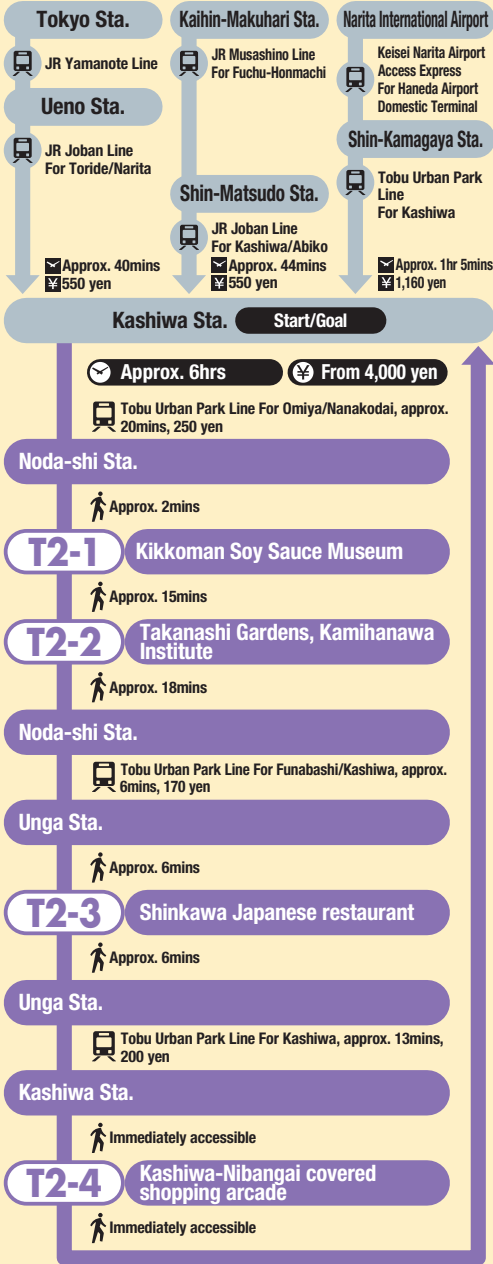 Tokyo Sta.
JR Yamanote Line
Ueno Sta.
JR Joban Line
For Toride/Narita
Approx. 40mins
¥ 550 yen
Kaihin-Makuhari Sta.
JR Musashino Line
For Fuchu-Honmachi
Shin-Matsudo Sta.
JR Joban Line
For Kashiwa/Abiko
Approx. 44mins
¥ 550 yen
Narita International Airport
Keisei Narita Airport
Access Express
For Haneda Airport
Domestic Terminal
Shin-Kamagaya Sta.
Tobu Urban Park
Line
For Kashiwa
Approx. 1hr 5mins
¥ 1,160 yen
Kashiwa Sta. Start/Goal
Approx. 6hrs ¥ From 4,000 yen
Tobu Urban Park Line For Omiya/Nanakodai, approx.
20mins, 250 yen
Noda-shi Sta.
Approx. 2mins
T2-1 Kikkoman Soy Sauce Museum
Approx. 15mins
T2-2 Takanashi Gardens, Kamihanawa
Institute
Approx. 18mins
Noda-shi Sta.
Tobu Urban Park Line For Funabashi/Kashiwa, approx.
6mins, 170 yen
Unga Sta.
Approx. 6mins
T2-3 Shinkawa Japanese restaurant
Approx. 6mins
Unga Sta.
Tobu Urban Park Line For Kashiwa, approx. 13mins,
200 yen
Kashiwa Sta.
Immediately accessible
T2-4 Kashiwa-Nibangai covered
shopping arcade
Immediately accessible